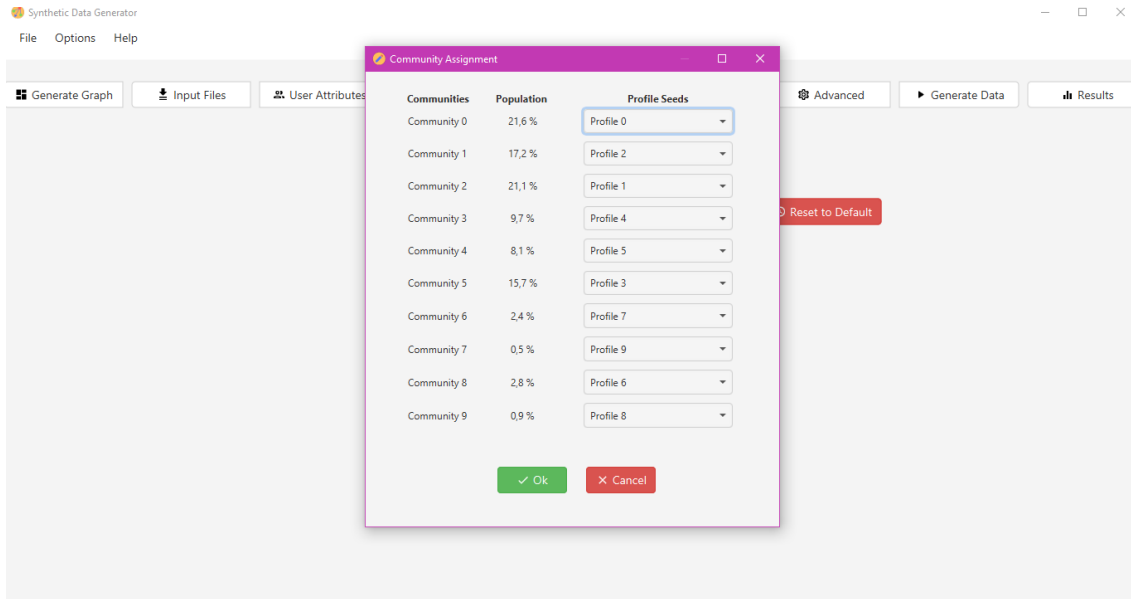 Synthetic Data Generator
File Options Help
Community Assignment
Generate Graph Input Files User Attributes Advanced Generate Data Results
Communities Population Profile Seeds
Community 0 21,6 % Profile 0
Community 1 17,2 % Profile 2
Community 2 21,1 % Profile 1
Community 3 9,7 % Profile 4
Reset to Default
Community 4 8,1 % Profile 5
Community 5 15,7 % Profile 3
Community 6 2,4 % Profile 7
Community 7 0,5 % Profile 9
Community 8 2,8 % Profile 6
Community 9 0,9 % Profile 8
Ok Cancel